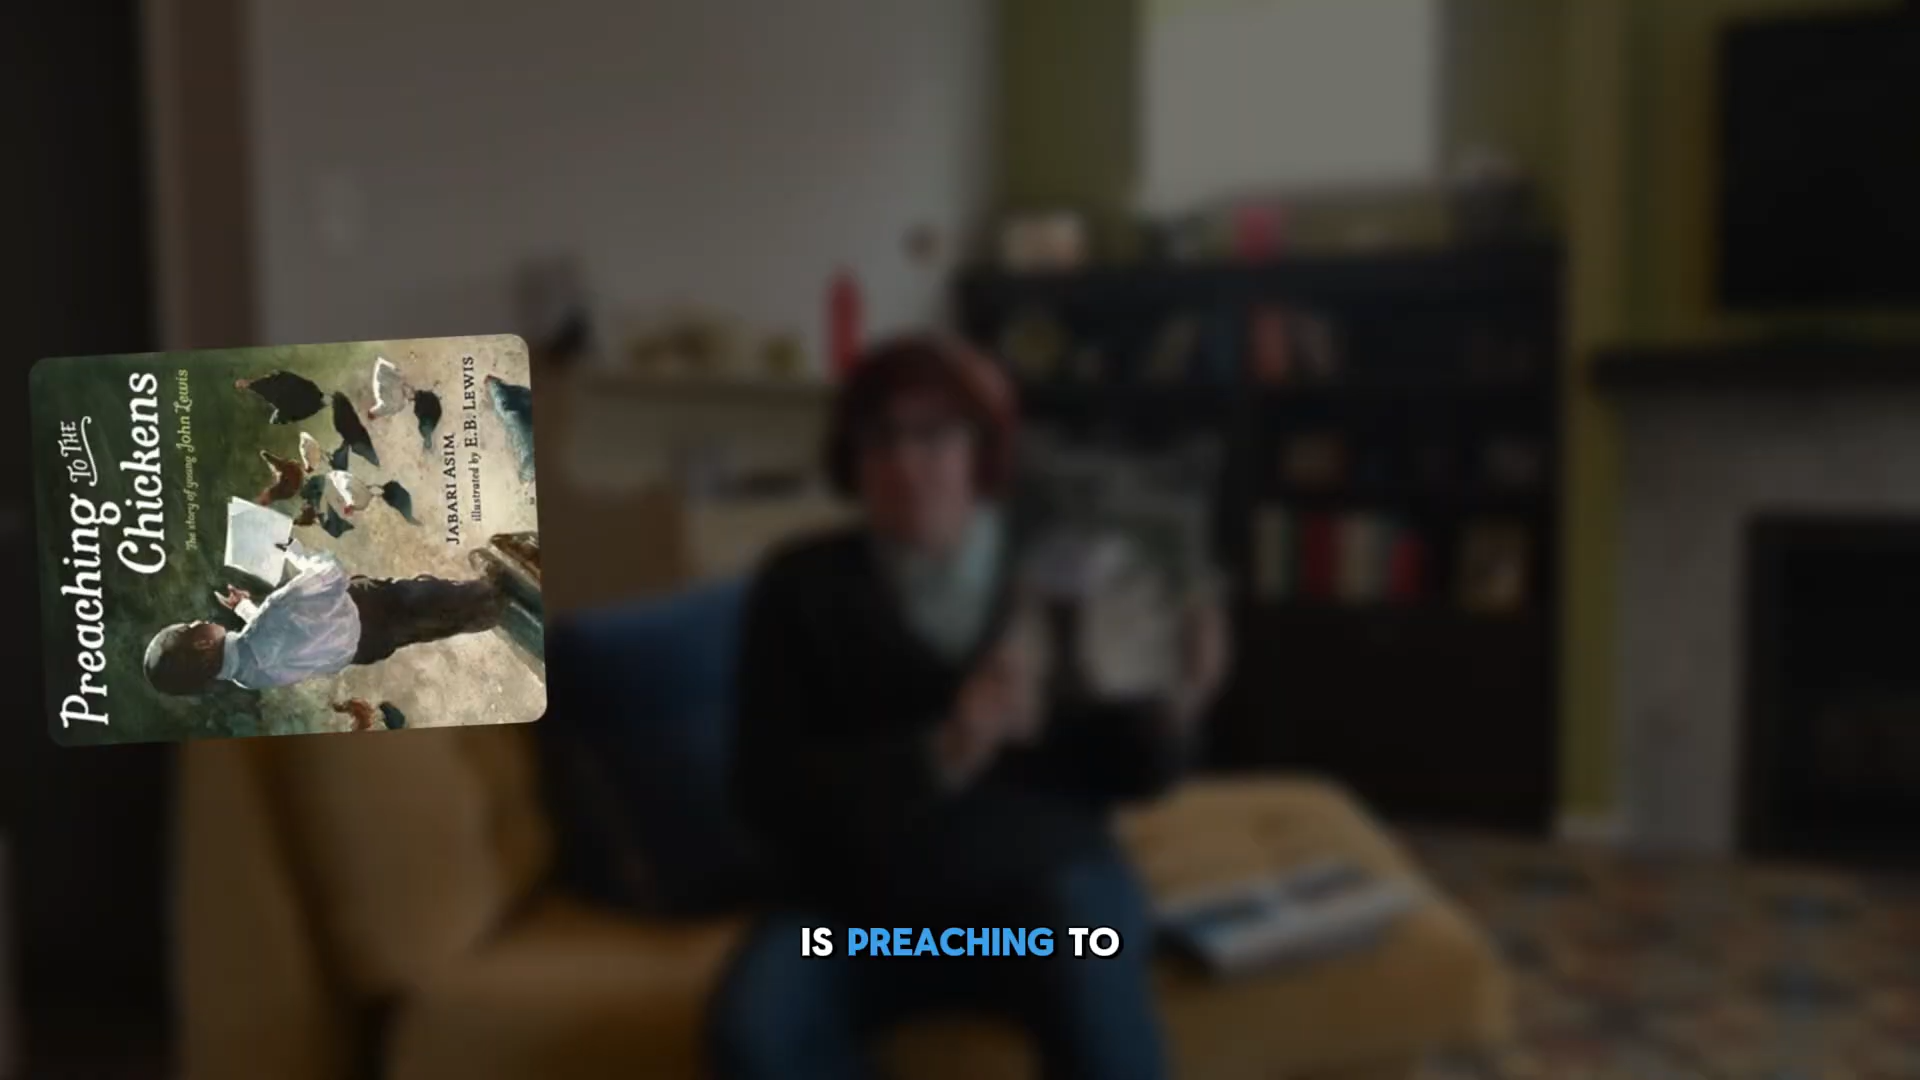 Preaching TO THE
Chickens
The story of young John Lewis
JABARI ASIM
illustrated by E.B. LEWIS
IS PREACHING TO